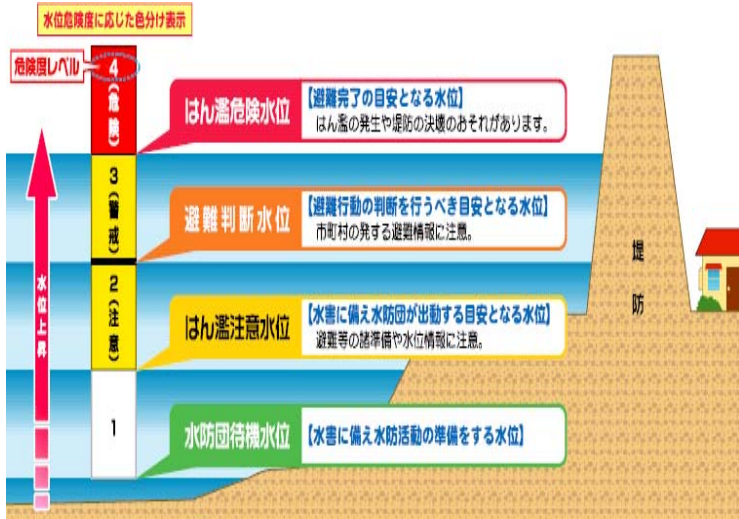 水位危険度に応じた色分け表示
危険度レベル
4（危険）
はん濫危険水位
【避難完了の目安となる水位】
はん濫の発生や堤防の決壊のおそれがあります。
3（警戒）
避難判断水位
【避難行動の判断を行うべき目安となる水位】
市町村の発する避難情報に注意。
2（注意）
はん濫注意水位
【水害に備え水防団が出動する目安となる水位】
避難等の諸準備や水位情報に注意。
1
水防団待機水位
【水害に備え水防活動の準備をする水位】
水位上昇
堤防